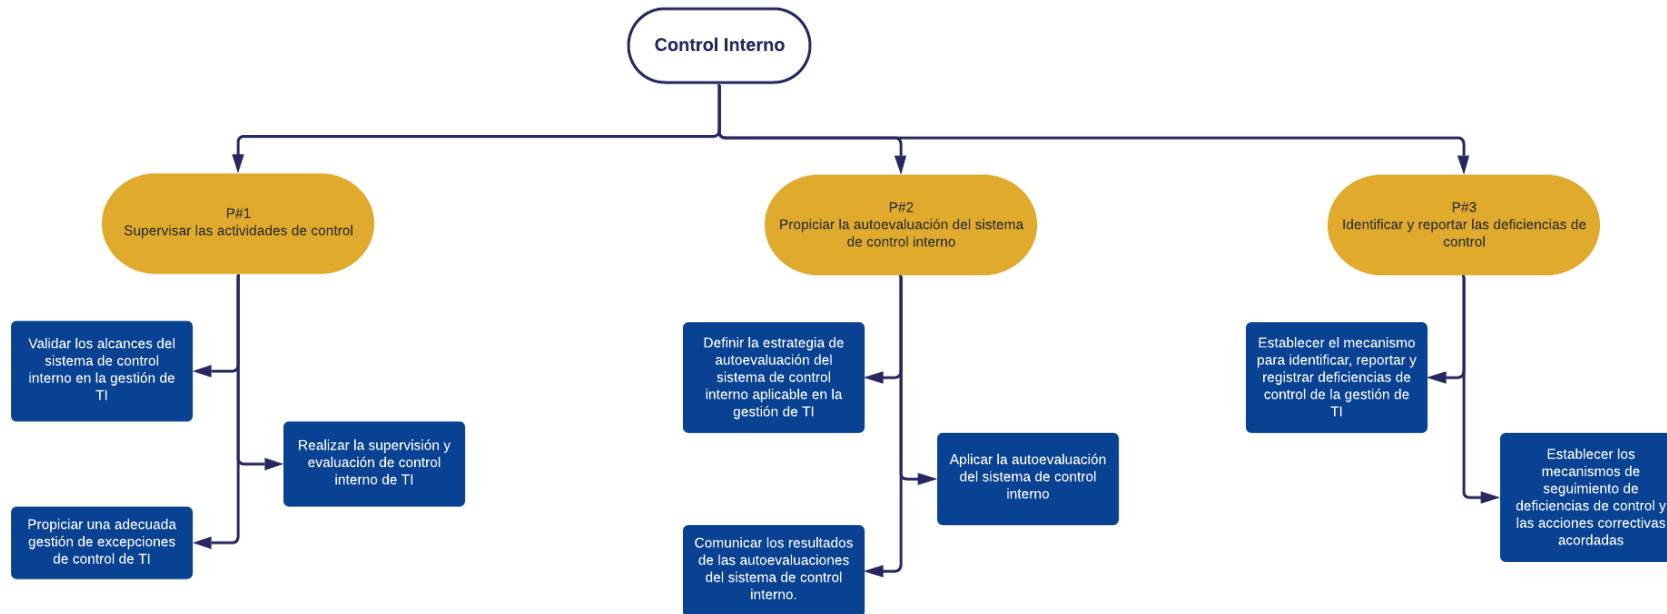 Control Interno
P#1
Supervisar las actividades de control
P#2
Propiciar la autoevaluación del sistema
de control interno
P#3
Identificar y reportar las deficiencias de
control
Validar los alcances del
sistema de control
interno en la gestión de
TI
Realizar la supervisión y
evaluación de control
interno de TI
Propiciar una adecuada
gestión de excepciones
de control de TI
Definir la estrategia de
autoevaluación del
sistema de control
interno aplicable en la
gestión de TI
Aplicar la autoevaluación
del sistema de control
interno
Comunicar los resultados
de las autoevaluaciones
del sistema de control
interno.
Establecer el mecanismo
para identificar, reportar y
registrar deficiencias de
control de la gestión de
TI
Establecer los
mecanismos de
seguimiento de
deficiencias de control y
las acciones correctivas
acordadas